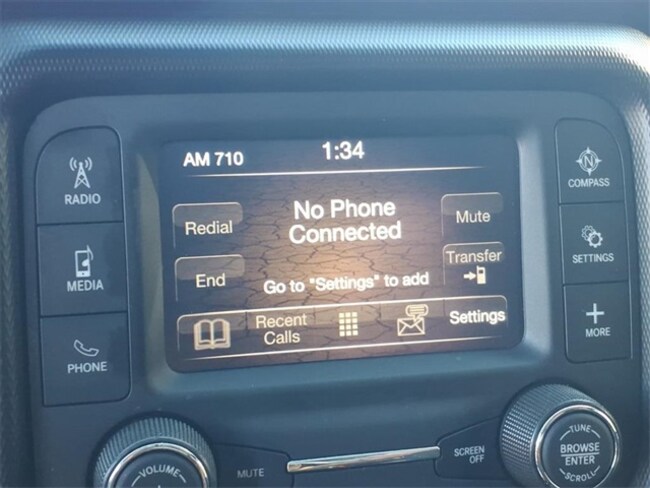 AM 710
1:34
RADIO
MEDIA
PHONE
Redial
End
No Phone
Connected
Go to "Settings" to add
Mute
Transfer
Recent
Calls
Settings
N
COMPASS
SETTINGS
MORE
VOLUME
MUTE
SCREEN
OFF
TUNE
BROWSE
ENTER
SCROLL